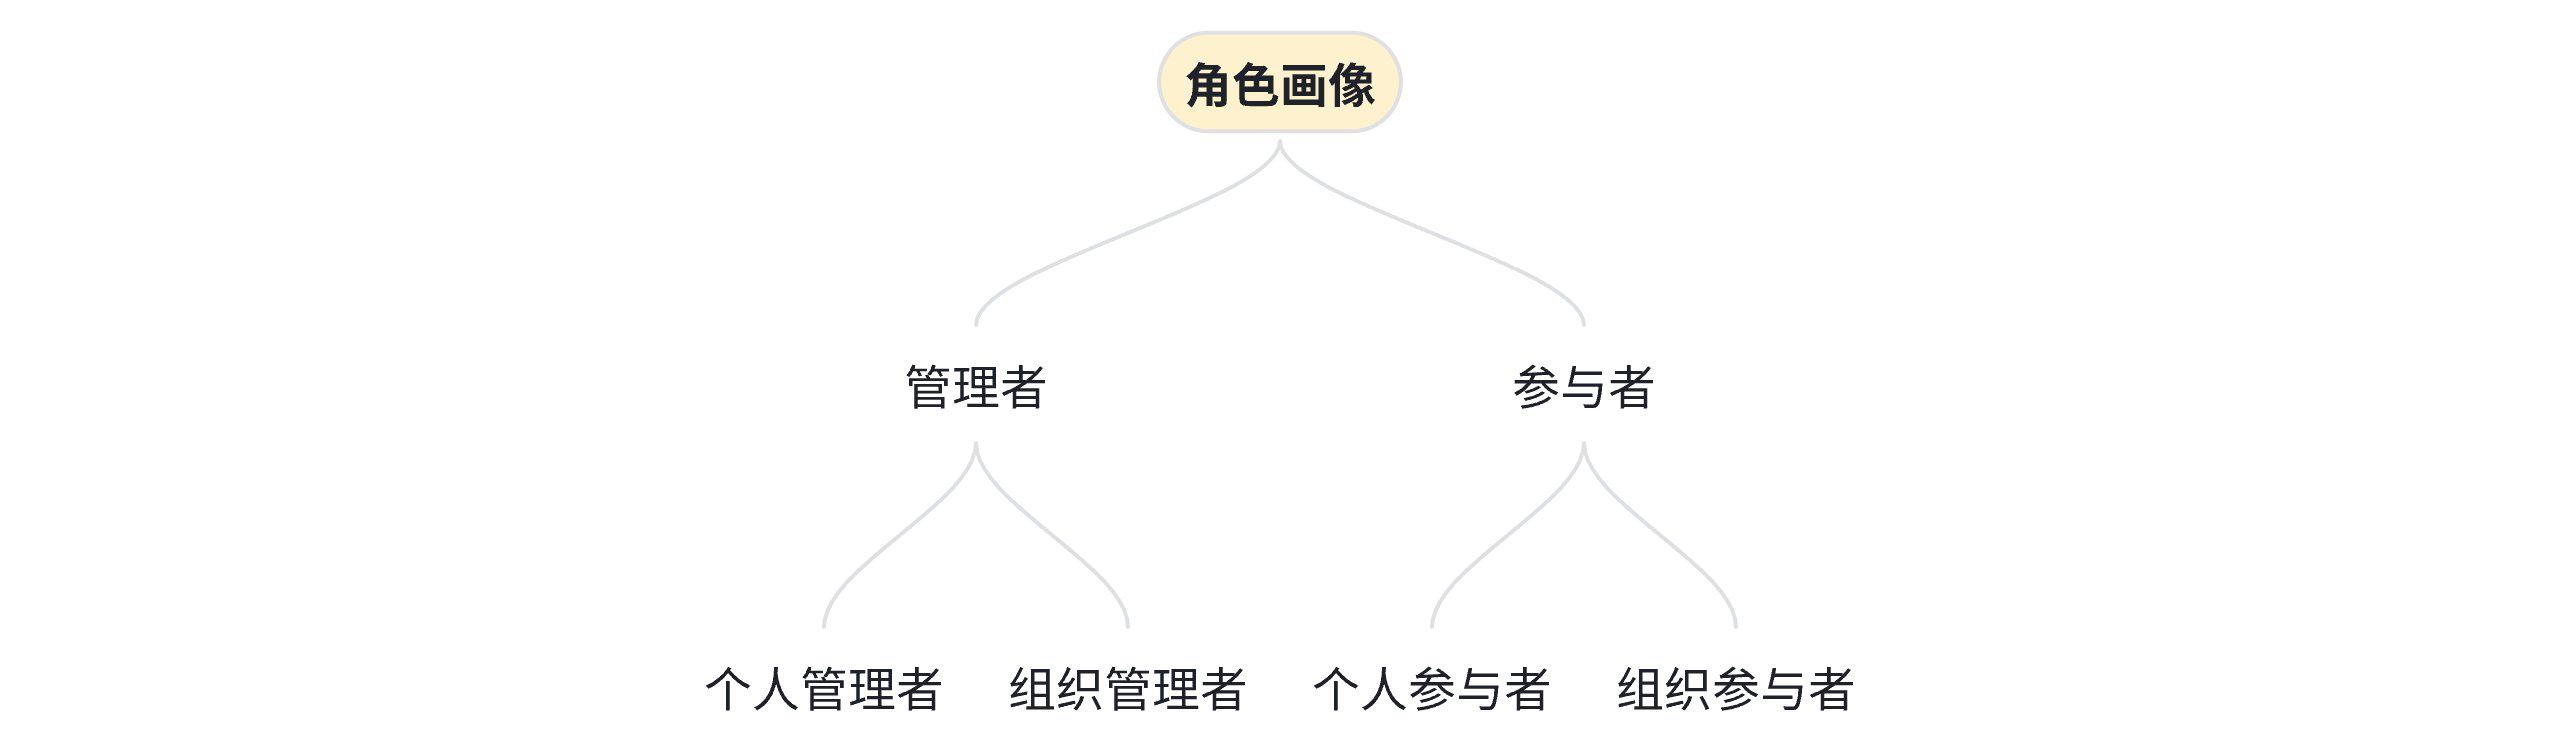 角色画像
管理者
参与者
个人管理者
组织管理者
个人参与者
组织参与者